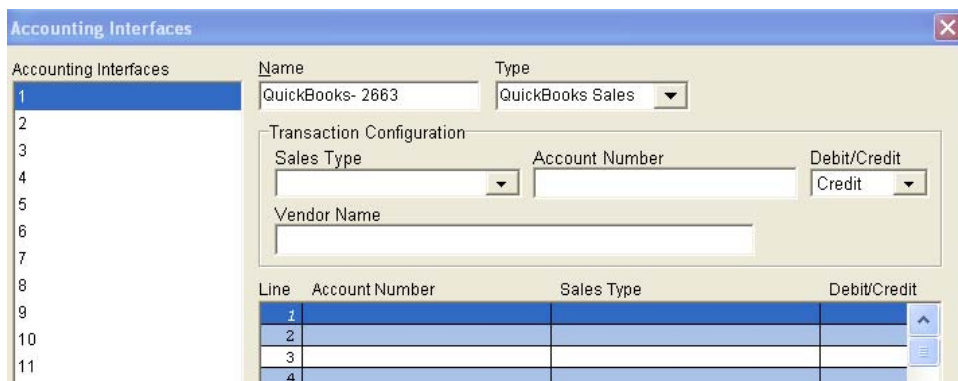 Accounting Interfaces
Accounting Interfaces
1
2
3
4
5
6
7
8
9
10
11
Name
Type
QuickBooks- 2663
QuickBooks Sales
Transaction Configuration
Sales Type
Account Number
Debit/Credit
Credit
Vendor Name
Line Account Number Sales Type Debit/Credit
1
2
3
4